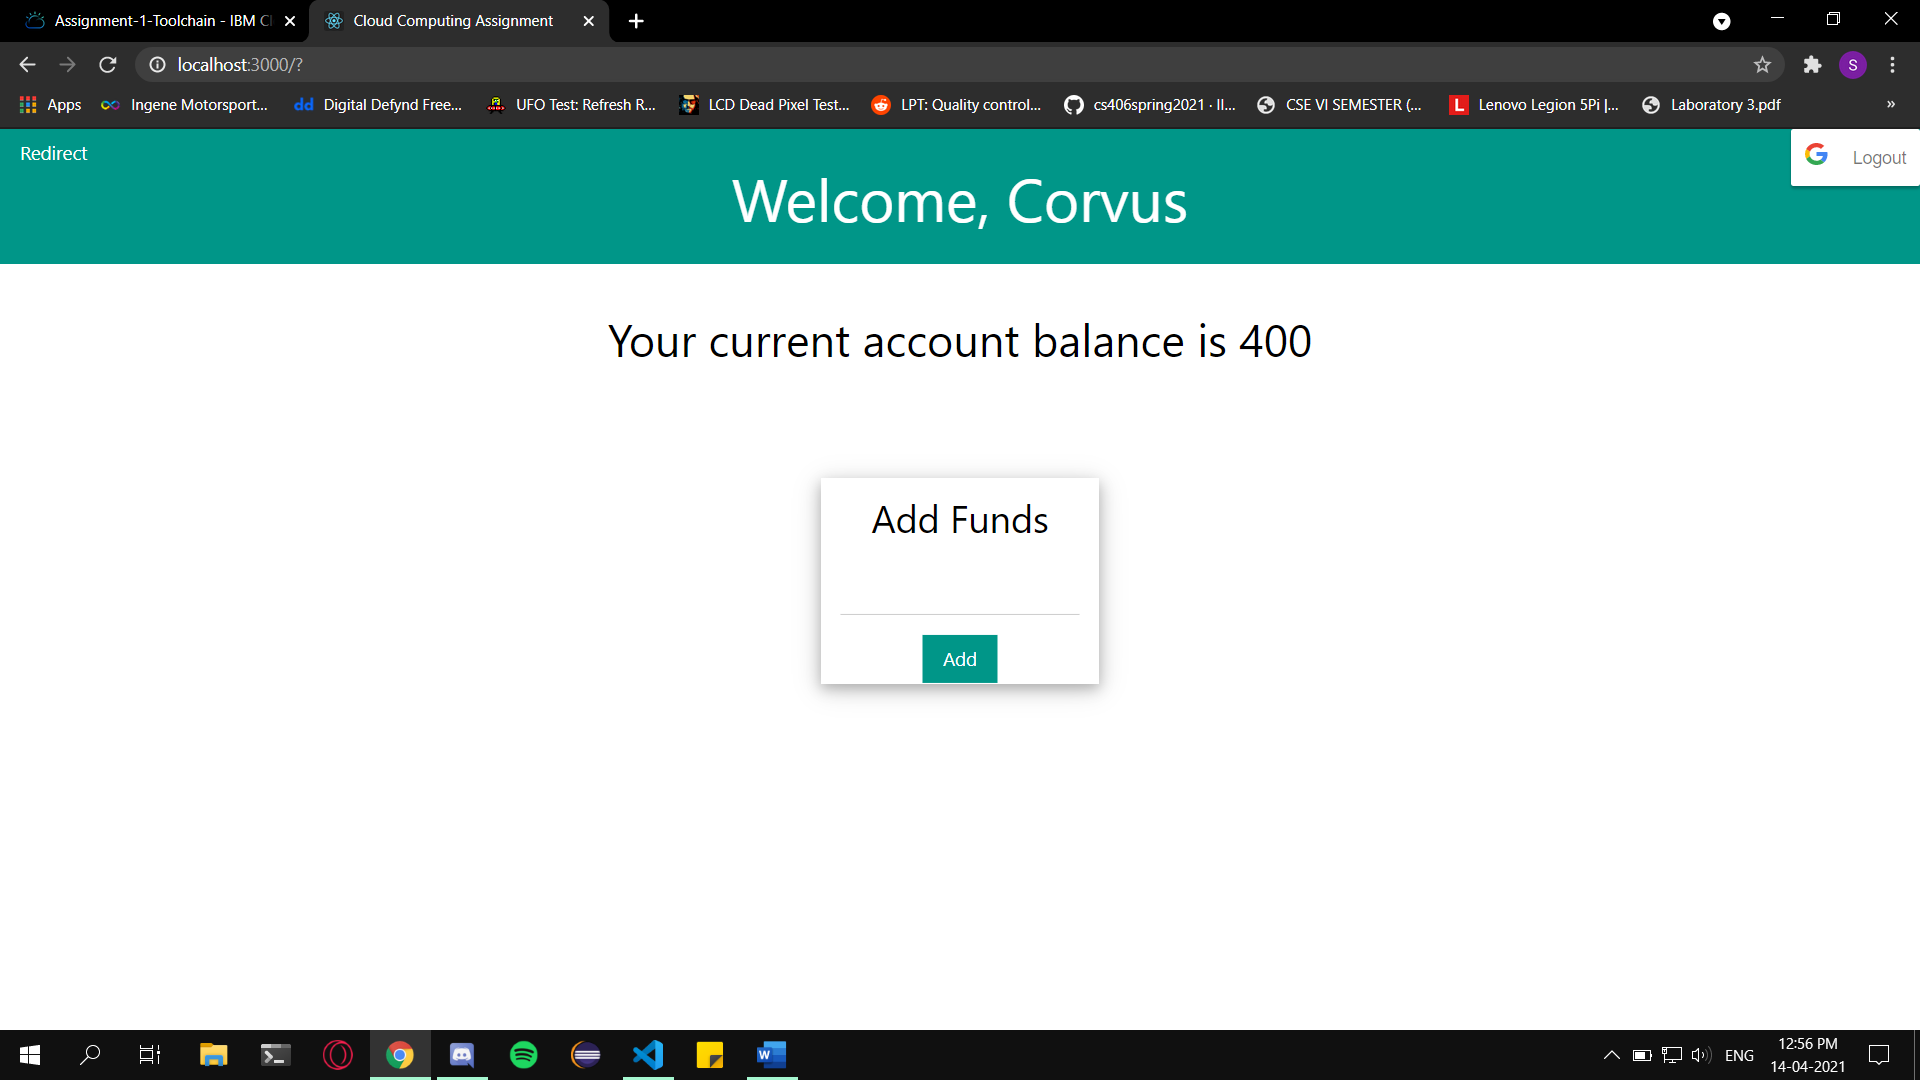 Assignment-1-Toolchain - IBM Cl
Cloud Computing Assignment
localhost:3000/?
S
Apps
Ingene Motorsport...
dd
Digital Defynd Free...
UFO Test: Refresh R...
LCD Dead Pixel Test...
LPT: Quality control...
cs406spring2021 · II...
CSE VI SEMESTER (...
L
Lenovo Legion 5Pi |...
Laboratory 3.pdf
»
Redirect
G
Logout
Welcome, Corvus
Your current account balance is 400
Add Funds
Add
W
ENG
12:56 PM
14-04-2021